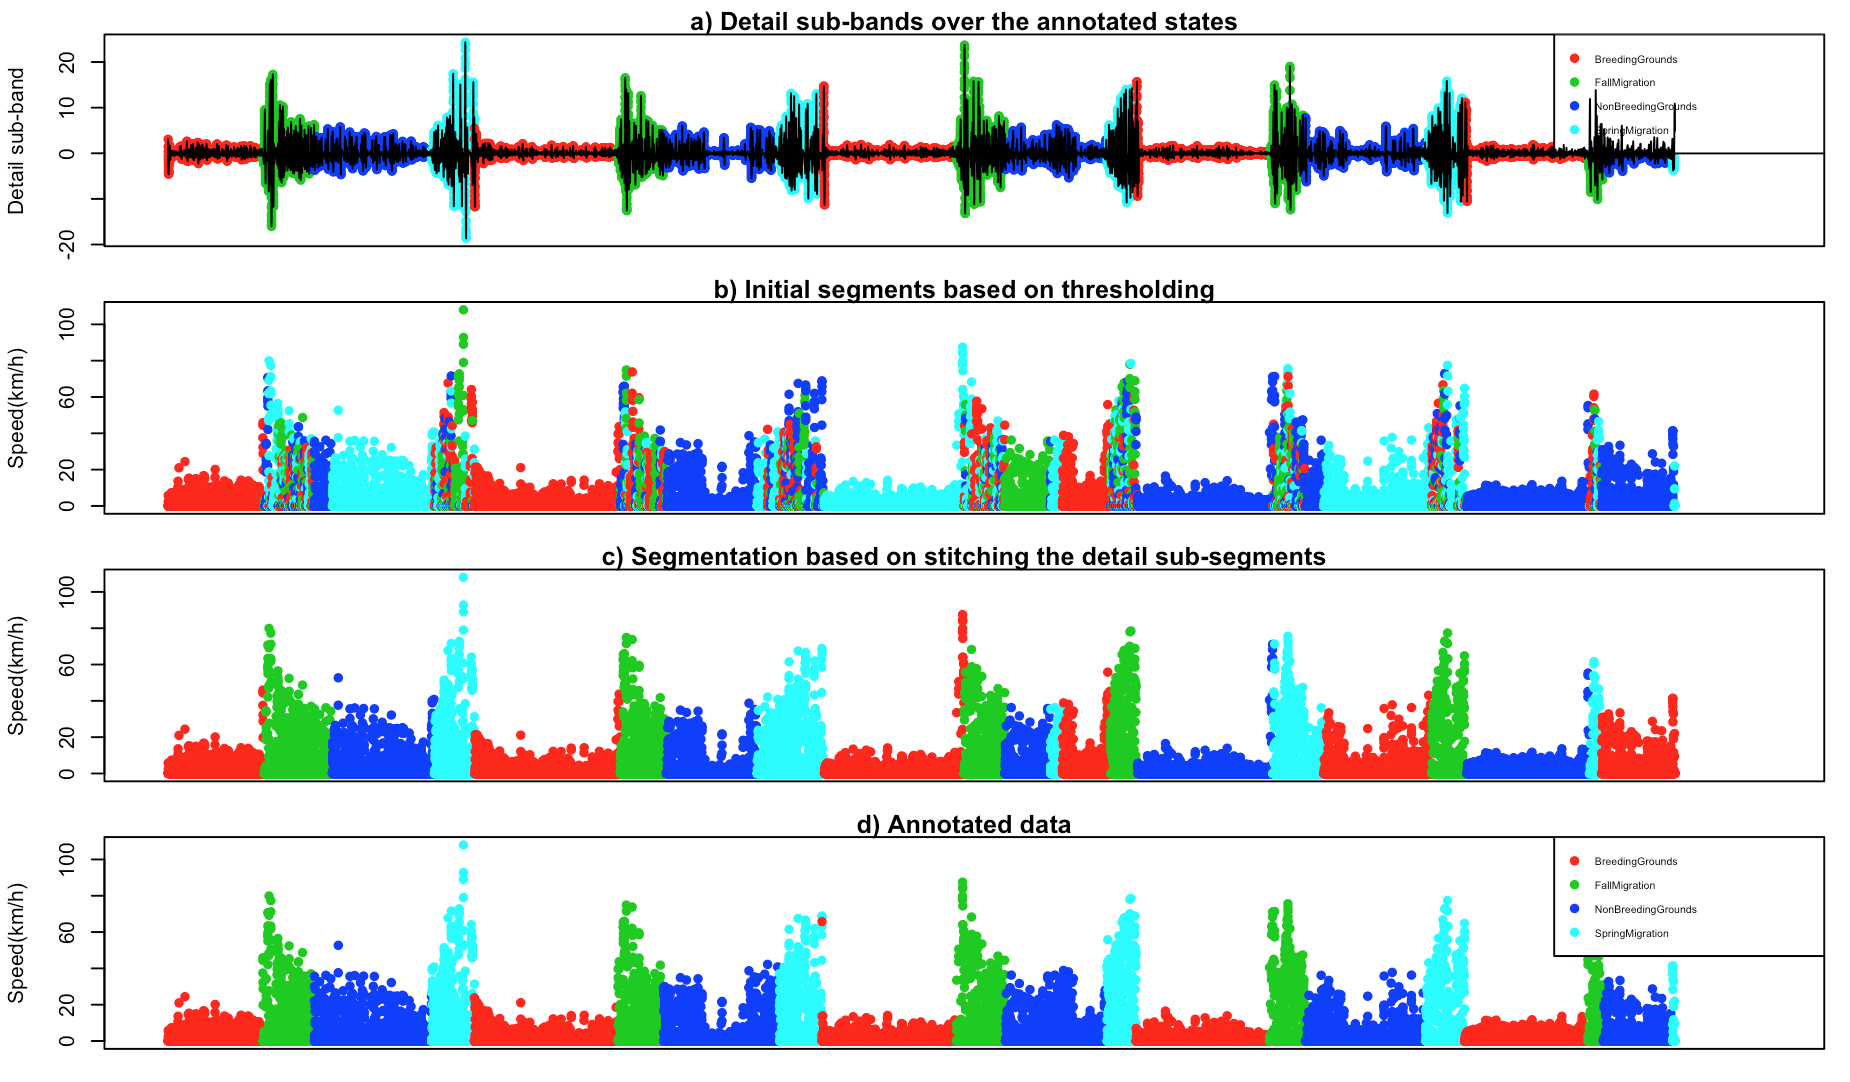 a) Detail sub-bands over the annotated states
Detail sub-band
20
10
0
-20
BreedingGrounds
FallMigration
NonBreedingGrounds
SpringMigration
b) Initial segments based on thresholding
Speed(km/h)
100
60
20
0
c) Segmentation based on stitching the detail sub-segments
Speed(km/h)
100
60
20
0
d) Annotated data
Speed(km/h)
100
60
20
0
BreedingGrounds
FallMigration
NonBreedingGrounds
SpringMigration